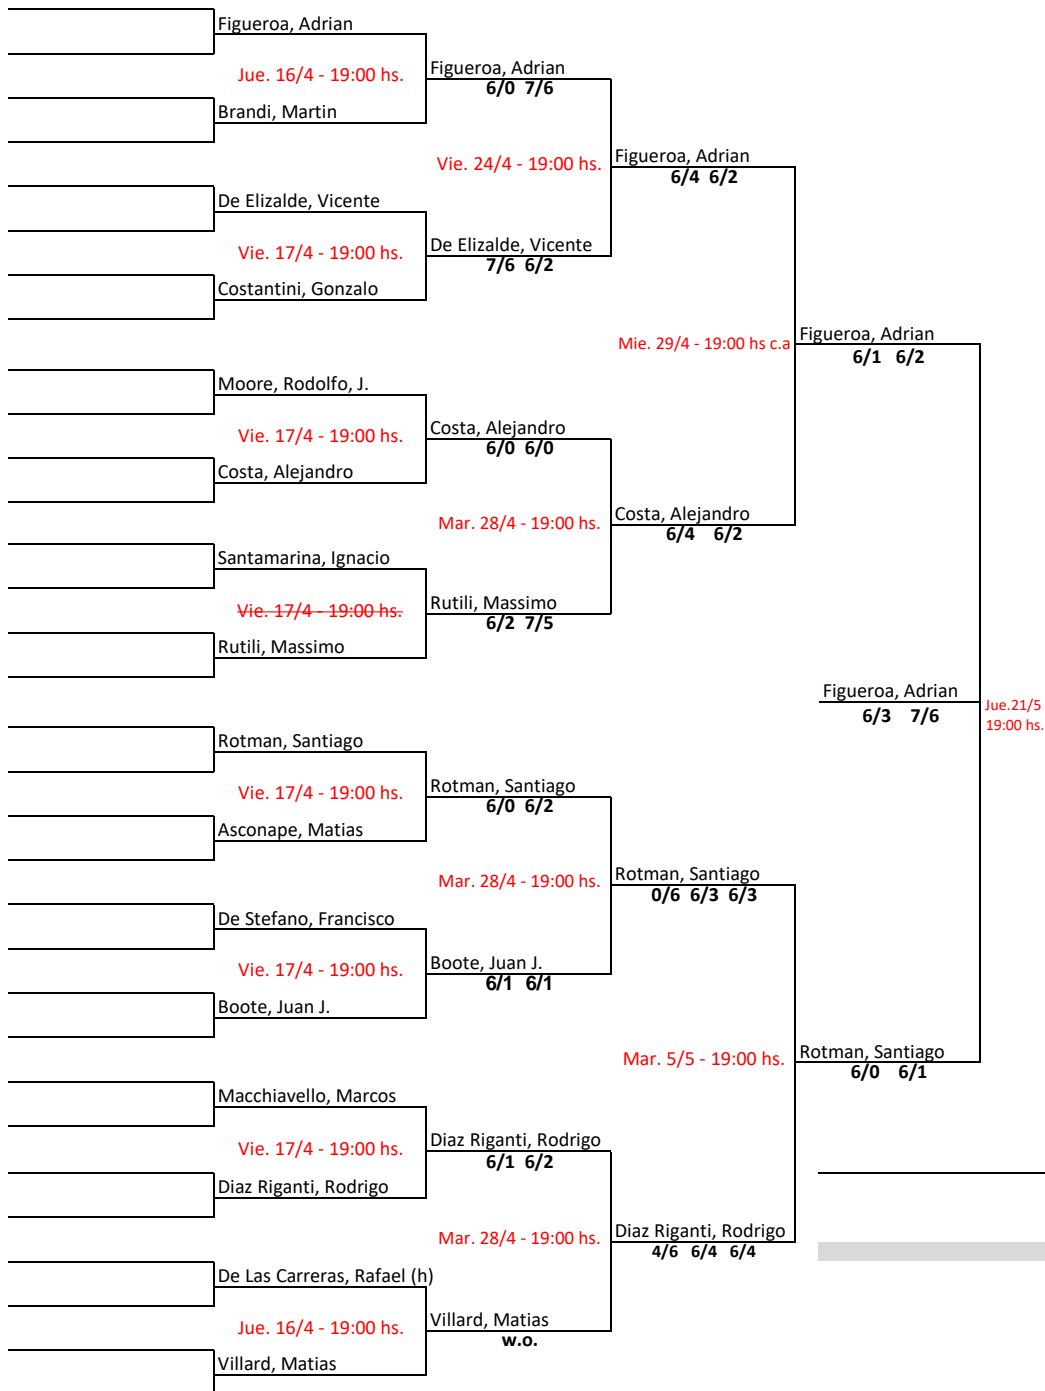 Figueroa, Adrian
Jue. 16/4 - 19:00 hs.
Figueroa, Adrian
6/0 7/6
Brandi, Martin
Vie. 24/4 - 19:00 hs.
Figueroa, Adrian
6/4 6/2
De Elizalde, Vicente
Vie. 17/4 - 19:00 hs.
De Elizalde, Vicente
7/6 6/2
Costantini, Gonzalo
Mie. 29/4 - 19:00 hs c.a
Figueroa, Adrian
6/1 6/2
Moore, Rodolfo, J.
Vie. 17/4 - 19:00 hs.
Costa, Alejandro
6/0 6/0
Costa, Alejandro
Mar. 28/4 - 19:00 hs.
Costa, Alejandro
6/4 6/2
Santamarina, Ignacio
Vie. 17/4 - 19:00 hs.
Rutili, Massimo
6/2 7/5
Rutili, Massimo
Figueroa, Adrian
6/3 7/6
Jue.21/5
19:00 hs.
Rotman, Santiago
Vie. 17/4 - 19:00 hs.
Rotman, Santiago
6/0 6/2
Asconape, Matias
Mar. 28/4 - 19:00 hs.
Rotman, Santiago
0/6 6/3 6/3
De Stefano, Francisco
Vie. 17/4 - 19:00 hs.
Boote, Juan J.
6/1 6/1
Boote, Juan J.
Mar. 5/5 - 19:00 hs.
Rotman, Santiago
6/0 6/1
Macchiavello, Marcos
Vie. 17/4 - 19:00 hs.
Diaz Riganti, Rodrigo
6/1 6/2
Diaz Riganti, Rodrigo
Mar. 28/4 - 19:00 hs.
Diaz Riganti, Rodrigo
4/6 6/4 6/4
De Las Carreras, Rafael (h)
Jue. 16/4 - 19:00 hs.
Villard, Matias
w.o.
Villard, Matias